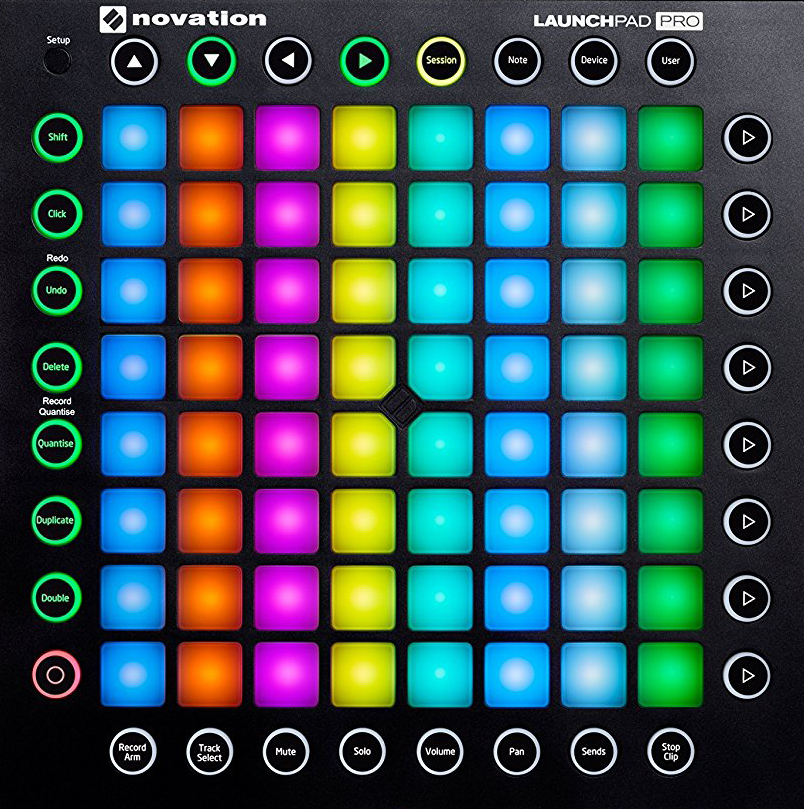 novation
LAUNCHPAD PRO
Setup
Session
Note
Device
User
Shift
Click
Redo
Undo
Delete
Record
Quantise
Quantise
Duplicate
Double
Record
Arm
Track
Select
Mute
Solo
Volume
Pan
Sends
Stop
Clip